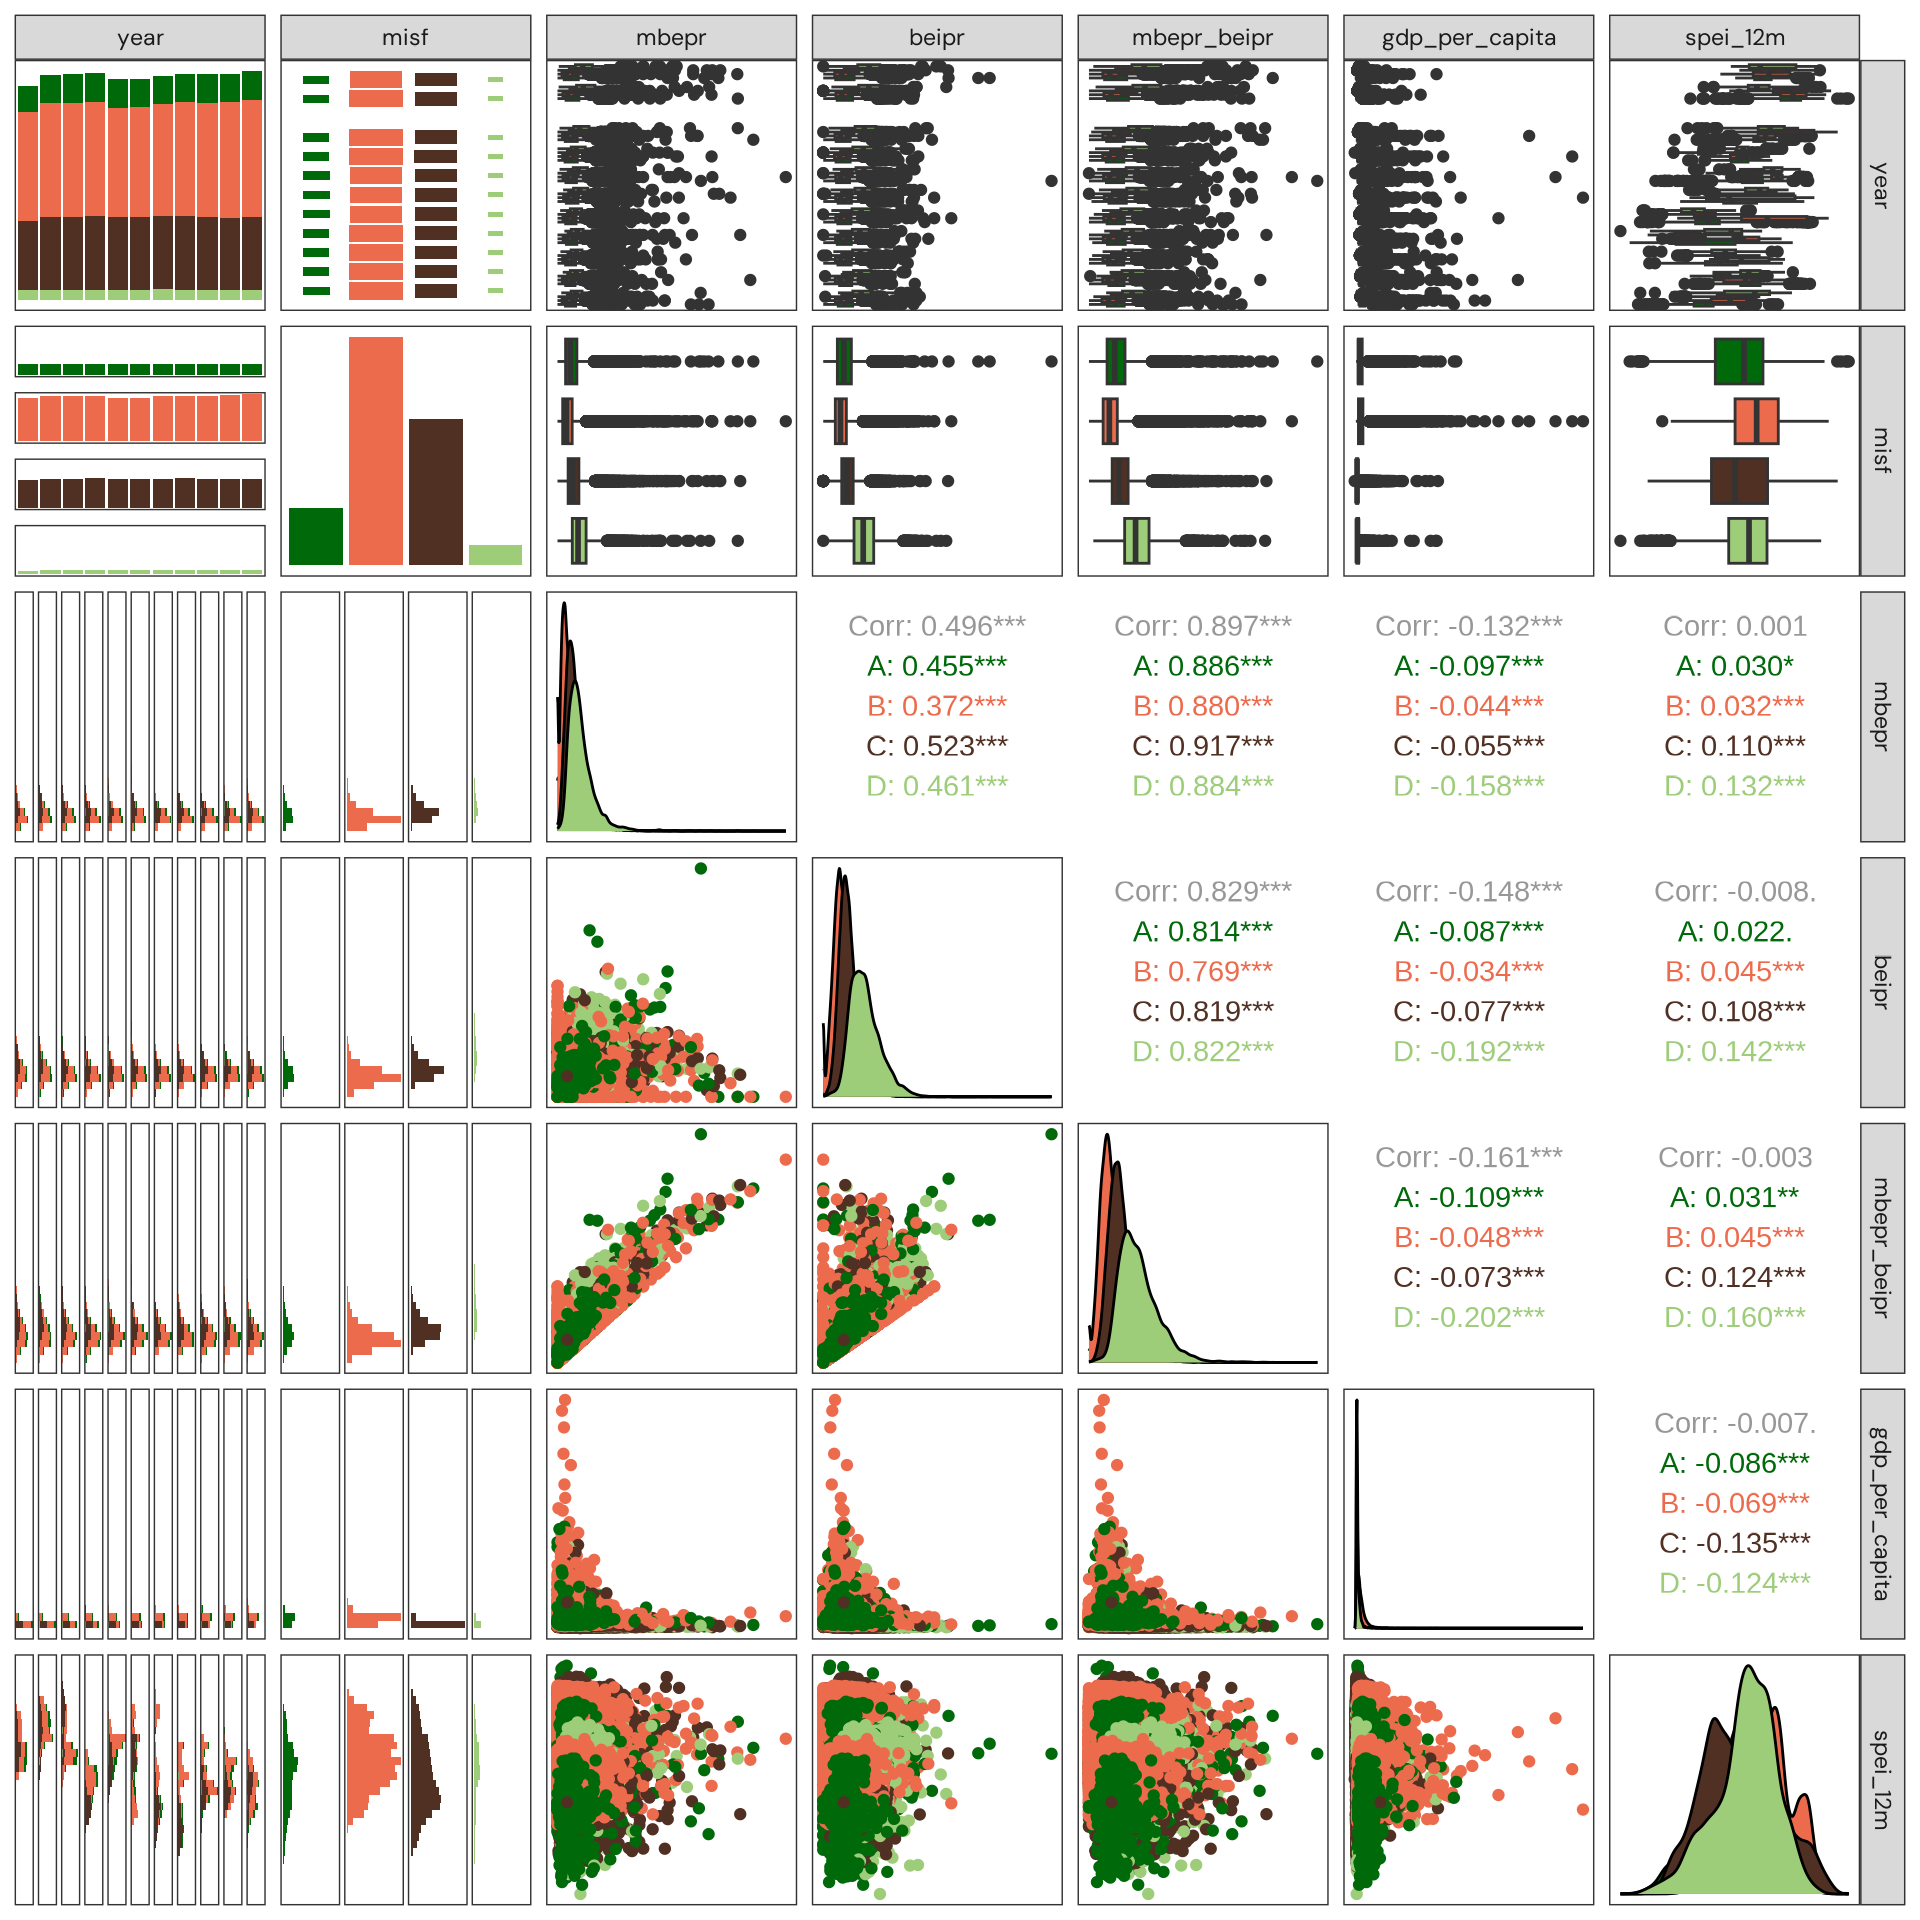 year
misf
mbepr
beipr
mbepr_beipr
gdp_per_capita
spei_12m
year
misf
Corr: 0.496***
A: 0.455***
B: 0.372***
C: 0.523***
D: 0.461***
Corr: 0.897***
A: 0.886***
B: 0.880***
C: 0.917***
D: 0.884***
Corr: -0.132***
A: -0.097***
B: -0.044***
C: -0.055***
D: -0.158***
Corr: 0.001
A: 0.030*
B: 0.032***
C: 0.110***
D: 0.132***
mbepr
Corr: 0.829***
A: 0.814***
B: 0.769***
C: 0.819***
D: 0.822***
Corr: -0.148***
A: -0.087***
B: -0.034***
C: -0.077***
D: -0.192***
Corr: -0.008.
A: 0.022.
B: 0.045***
C: 0.108***
D: 0.142***
beipr
Corr: -0.161***
A: -0.109***
B: -0.048***
C: -0.073***
D: -0.202***
Corr: -0.003
A: 0.031**
B: 0.045***
C: 0.124***
D: 0.160***
mbepr_beipr
Corr: -0.007.
A: -0.086***
B: -0.069***
C: -0.135***
D: -0.124***
gdp_per_capita
spei_12m